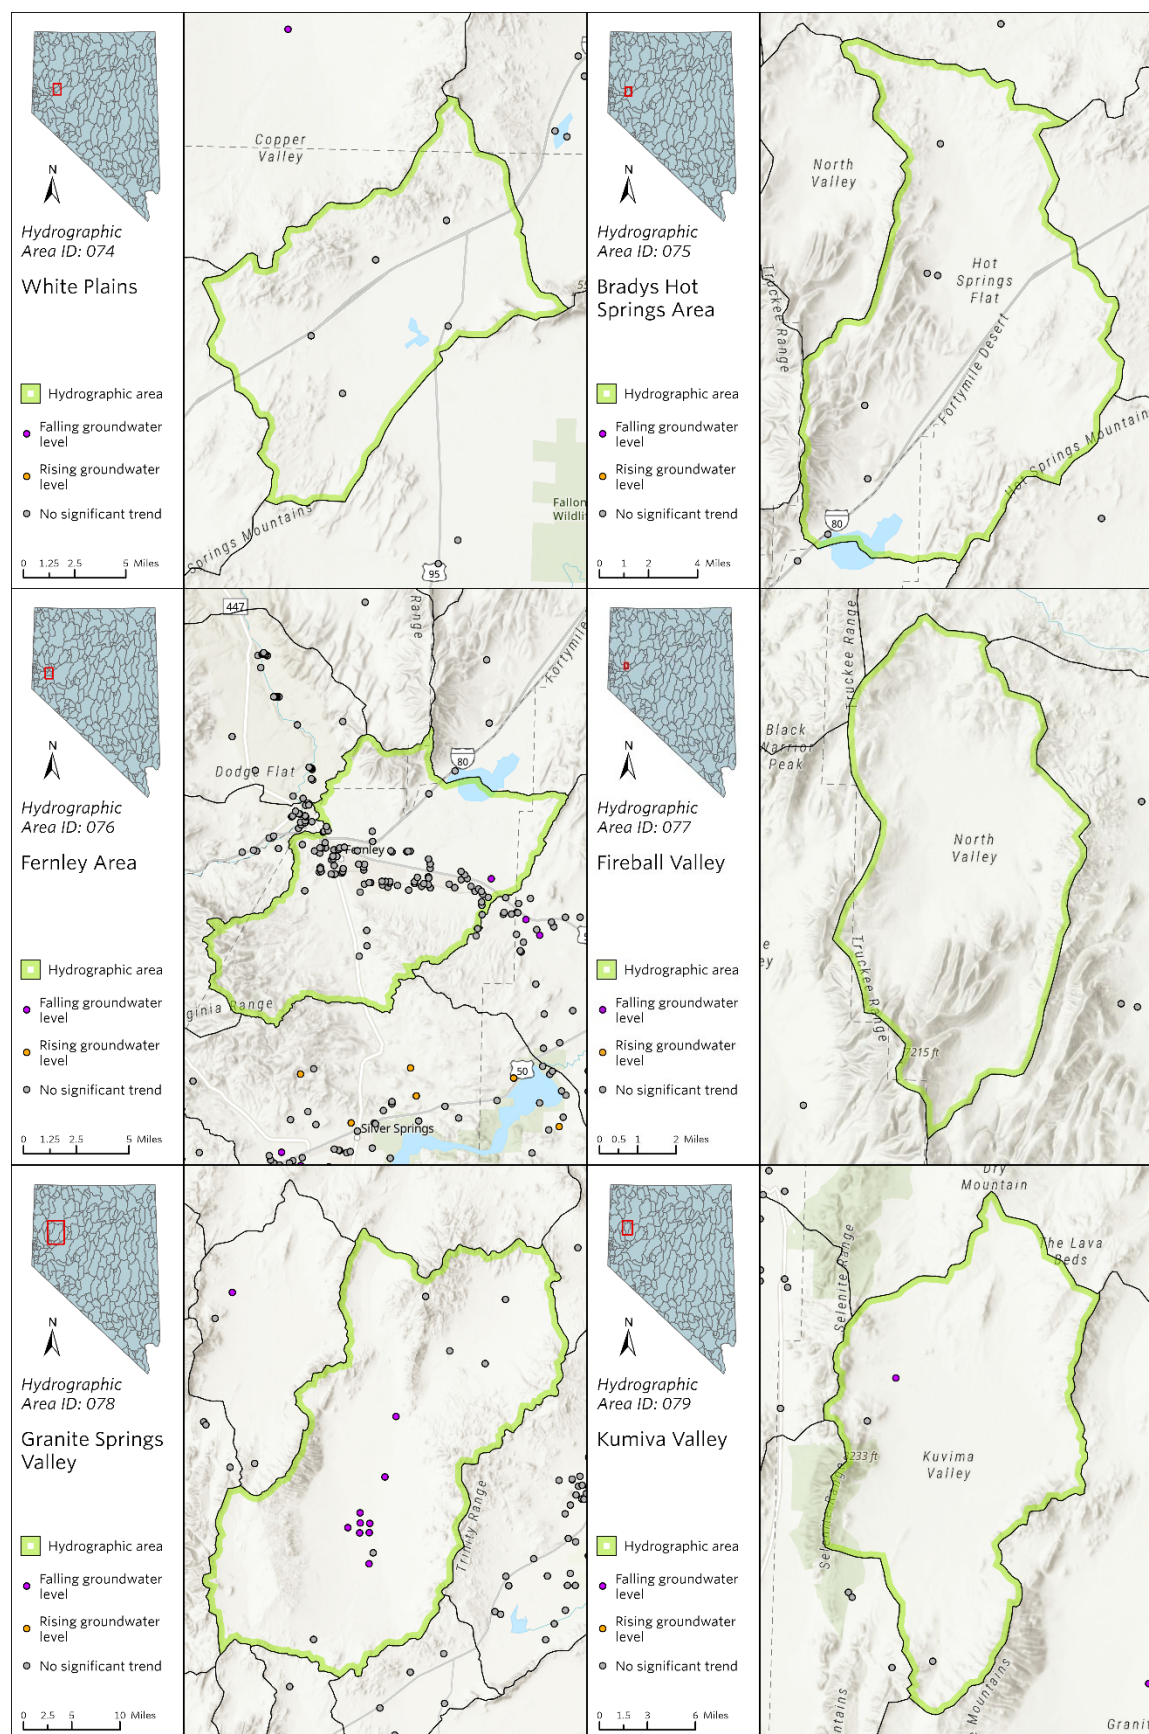 N
Hydrographic
Area ID: 074
White Plains
Hydrographic area
Falling groundwater
level
Rising groundwater
level
No significant trend
0 1.25 2.5 5 Miles
Copper
Valley
Springs Mountains
Fallon
Wildli
95
N
Hydrographic
Area ID: 075
Bradys Hot
Springs Area
Hydrographic area
Falling groundwater
level
Rising groundwater
level
No significant trend
0 1 2 4 Miles
North
Valley
Truckee Range
Hot
Springs
Flat
Fortymile Desert
Hot Springs Mountain
80
N
Hydrographic
Area ID: 076
Fernley Area
Hydrographic area
Falling groundwater
level
Rising groundwater
level
No significant trend
0 1.25 2.5 5 Miles
447
Range
Fortymile
80
Dodge Flat
Fernley
ginia Range
50
Silver Springs
N
Hydrographic
Area ID: 077
Fireball Valley
Hydrographic area
Falling groundwater
level
Rising groundwater
level
No significant trend
0 0.5 1 2 Miles
Truckee Range
Black
Warrior
Peak
North
Valley
Truckee Range
7215 ft
N
Hydrographic
Area ID: 078
Granite Springs
Valley
Hydrographic area
Falling groundwater
level
Rising groundwater
level
No significant trend
0 2.5 5 10 Miles
Trinity Range
N
Hydrographic
Area ID: 079
Kumiva Valley
Hydrographic area
Falling groundwater
level
Rising groundwater
level
No significant trend
0 1.5 3 6 Miles
Dry
Mountain
The Lava
Beds
Selenite Range
Kuvima
Valley
Selenite Range
Mountains
Granit